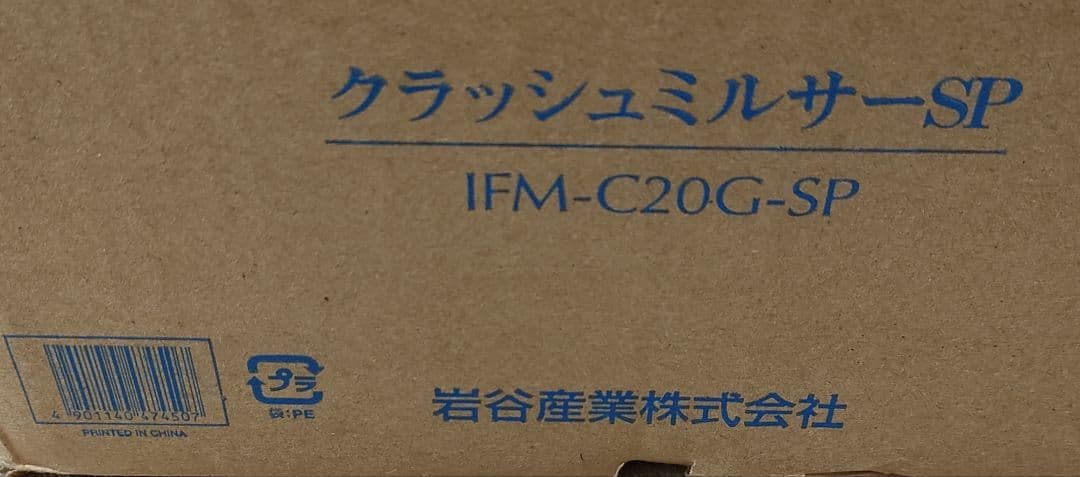 クラッシュミルサーSP
IFM-C20G-SP
4 901140 474507
PRINTED IN CHINA
プラ
袋:PE
岩谷産業株式会社